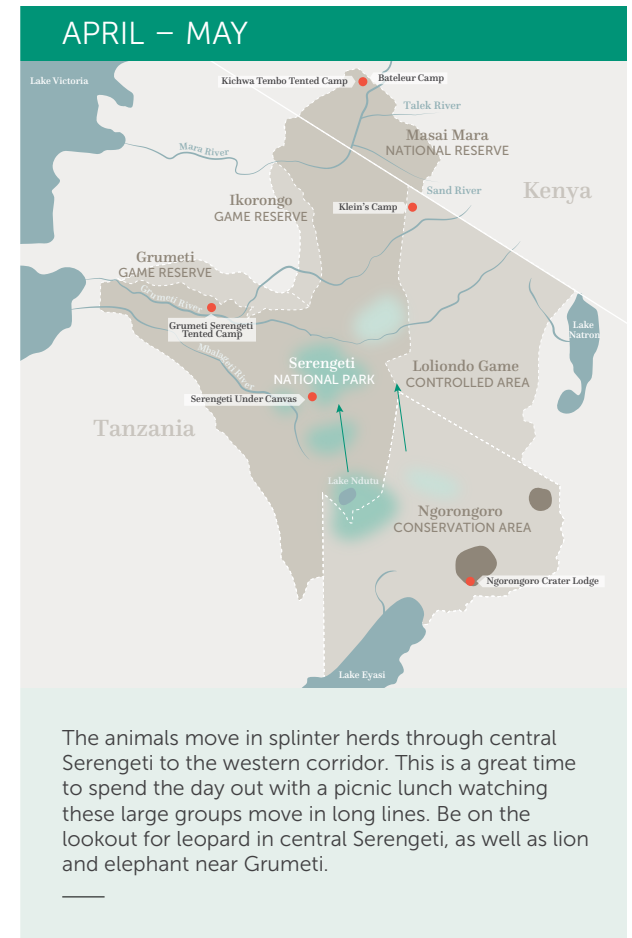 APRIL – MAY
Lake Victoria
Kichwa Tembo Tented Camp
Bateleur Camp
Talek River
Masai Mara
NATIONAL RESERVE
Mara River
Sand River
Kenya
Ikorongo
GAME RESERVE
Klein's Camp
Grumeti
GAME RESERVE
Grumeti River
Grumeti Serengeti
Tented Camp
Lake
Natron
Mbalageti River
Serengeti
NATIONAL PARK
Loliondo Game
CONTROLLED AREA
Serengeti Under Canvas
Tanzania
Lake Ndutu
Ngorongoro
CONSERVATION AREA
Ngorongoro Crater Lodge
Lake Eyasi
The animals move in splinter herds through central
Serengeti to the western corridor. This is a great time
to spend the day out with a picnic lunch watching
these large groups move in long lines. Be on the
lookout for leopard in central Serengeti, as well as lion
and elephant near Grumeti.